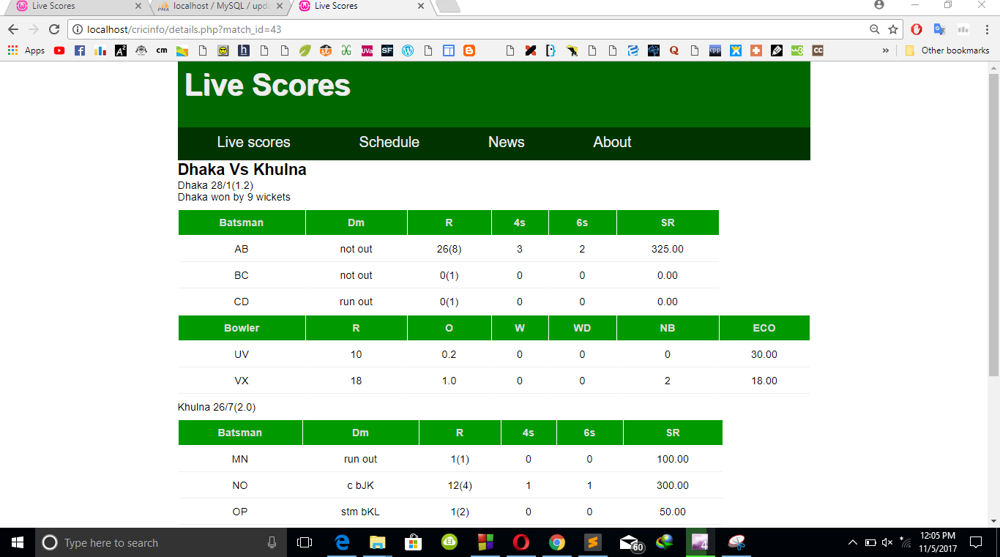 Live Scores
localhost / MySQL / upda
Live Scores
localhost/cricinfo/details.php?match_id=43
Apps
Other bookmarks
Live Scores
Live scores Schedule News About
Dhaka Vs Khulna
Dhaka 28/1(1.2)
Dhaka won by 9 wickets
Batsman Dm R 4s 6s SR
AB not out 26(8) 3 2 325.00
BC not out 0(1) 0 0 0.00
CD run out 0(1) 0 0 0.00
Bowler R O W WD NB ECO
UV 10 0.2 0 0 0 30.00
VX 18 1.0 0 0 2 18.00
Khulna 26/7(2.0)
Batsman Dm R 4s 6s SR
MN run out 1(1) 0 0 100.00
NO c bJK 12(4) 1 1 300.00
OP stm bKL 1(2) 0 0 50.00
Type here to search
60
12:05 PM
11/5/2017